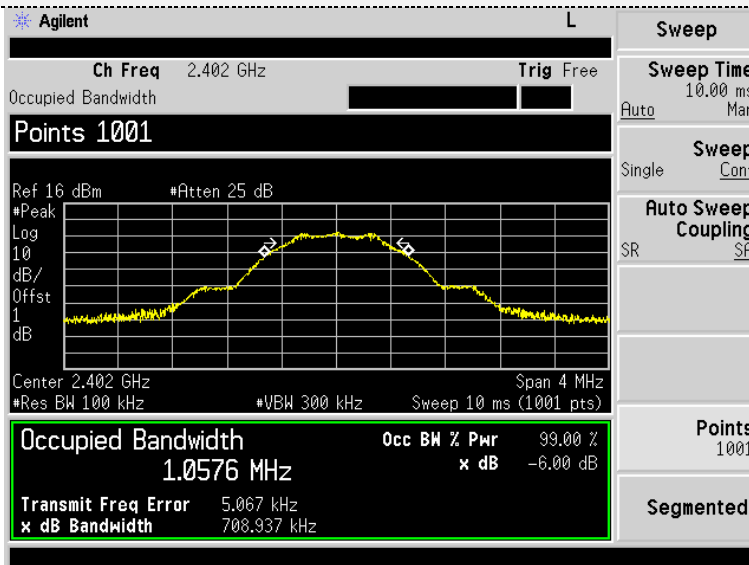 Agilent
L
Ch Freq 2.402 GHz
Trig Free
Occupied Bandwidth
Points 1001
Ref 16 dBm #Atten 25 dB
#Peak
Log
10
dB/
Offst
1
dB
Center 2.402 GHz
Span 4 MHz
#Res BW 100 kHz #VBW 300 kHz Sweep 10 ms (1001 pts)
Occupied Bandwidth
1.0576 MHz
Occ BW % Pwr 99.00 %
x dB -6.00 dB
Transmit Freq Error 5.067 kHz
x dB Bandwidth 708.937 kHz
Sweep
Sweep Time
10.00 ms
Auto Man
Sweep
Single Cont
Auto Sweep
Coupling
SR SA
Points
1001
Segmented